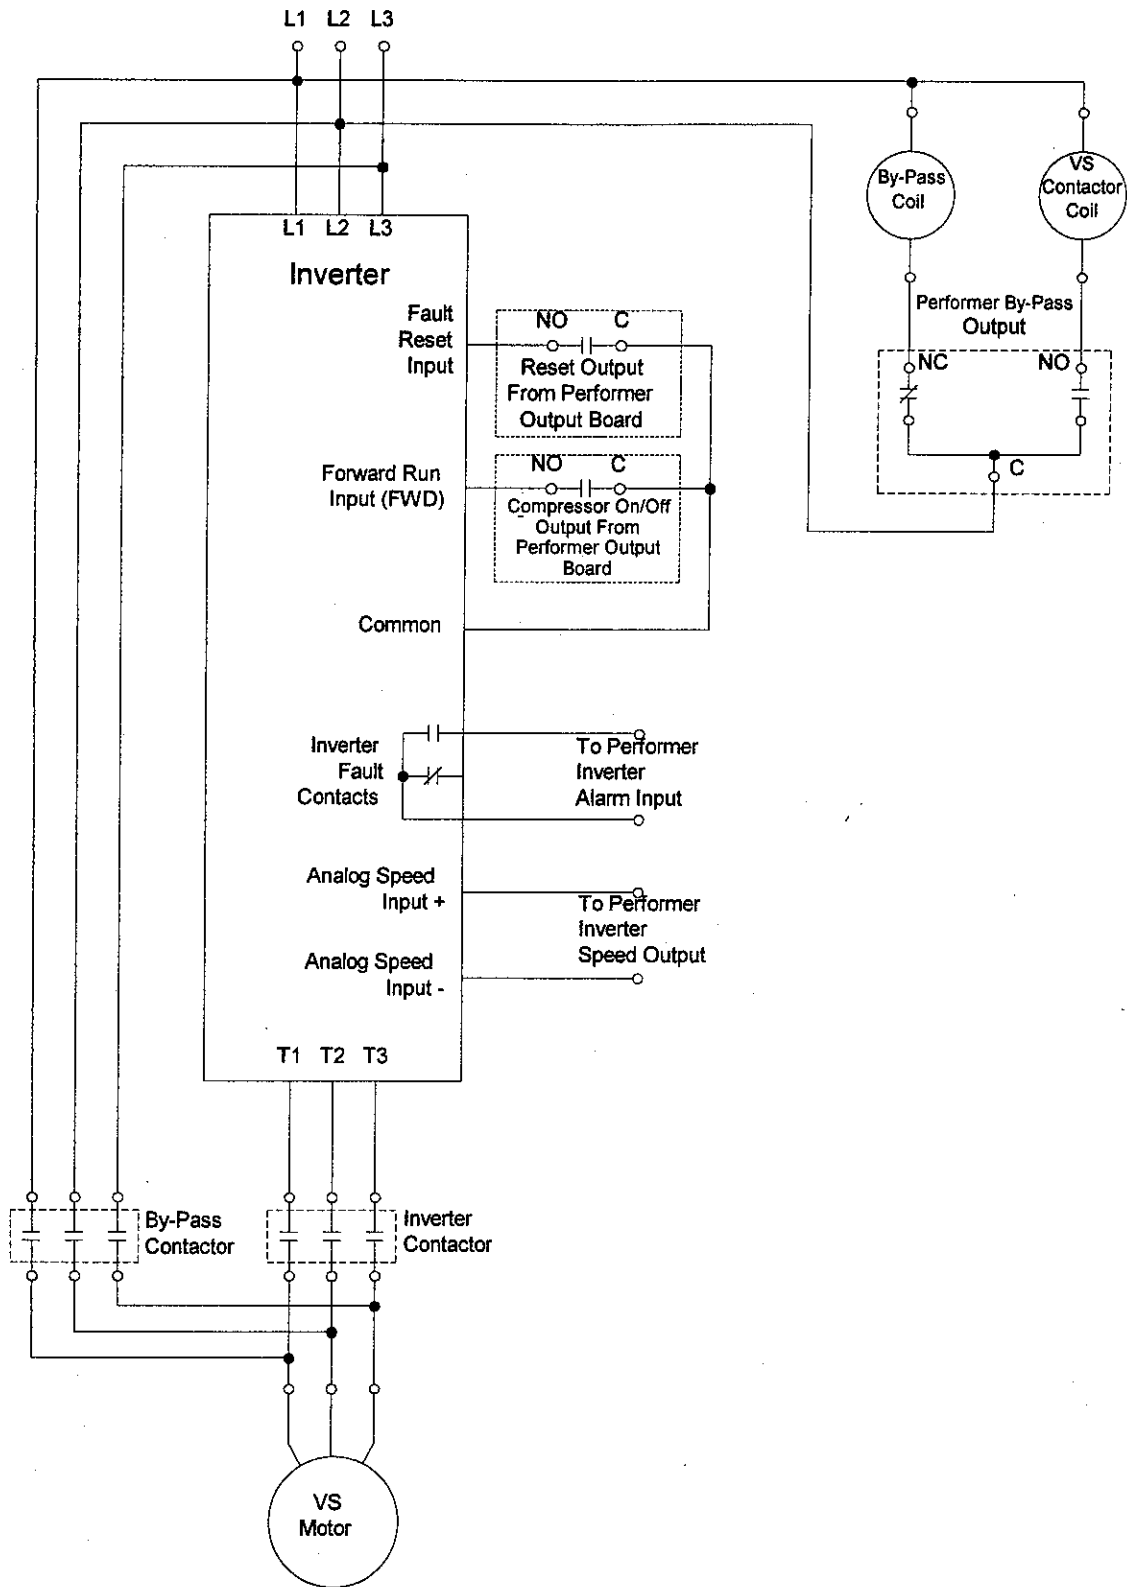 L1 L2 L3
L1 L2 L3
Inverter
By-Pass
Coil
VS
Contactor
Coil
Performer By-Pass
Output
NC NO
C
Fault
Reset
Input
NO C
Reset Output
From Performer
Output Board
Forward Run
Input (FWD)
NO C
Compressor On/Off
Output From
Performer Output
Board
Common
Inverter
Fault
Contacts
To Performer
Inverter
Alarm Input
Analog Speed
Input +
To Performer
Inverter
Speed Output
Analog Speed
Input -
T1 T2 T3
By-Pass
Contactor
Inverter
Contactor
VS
Motor